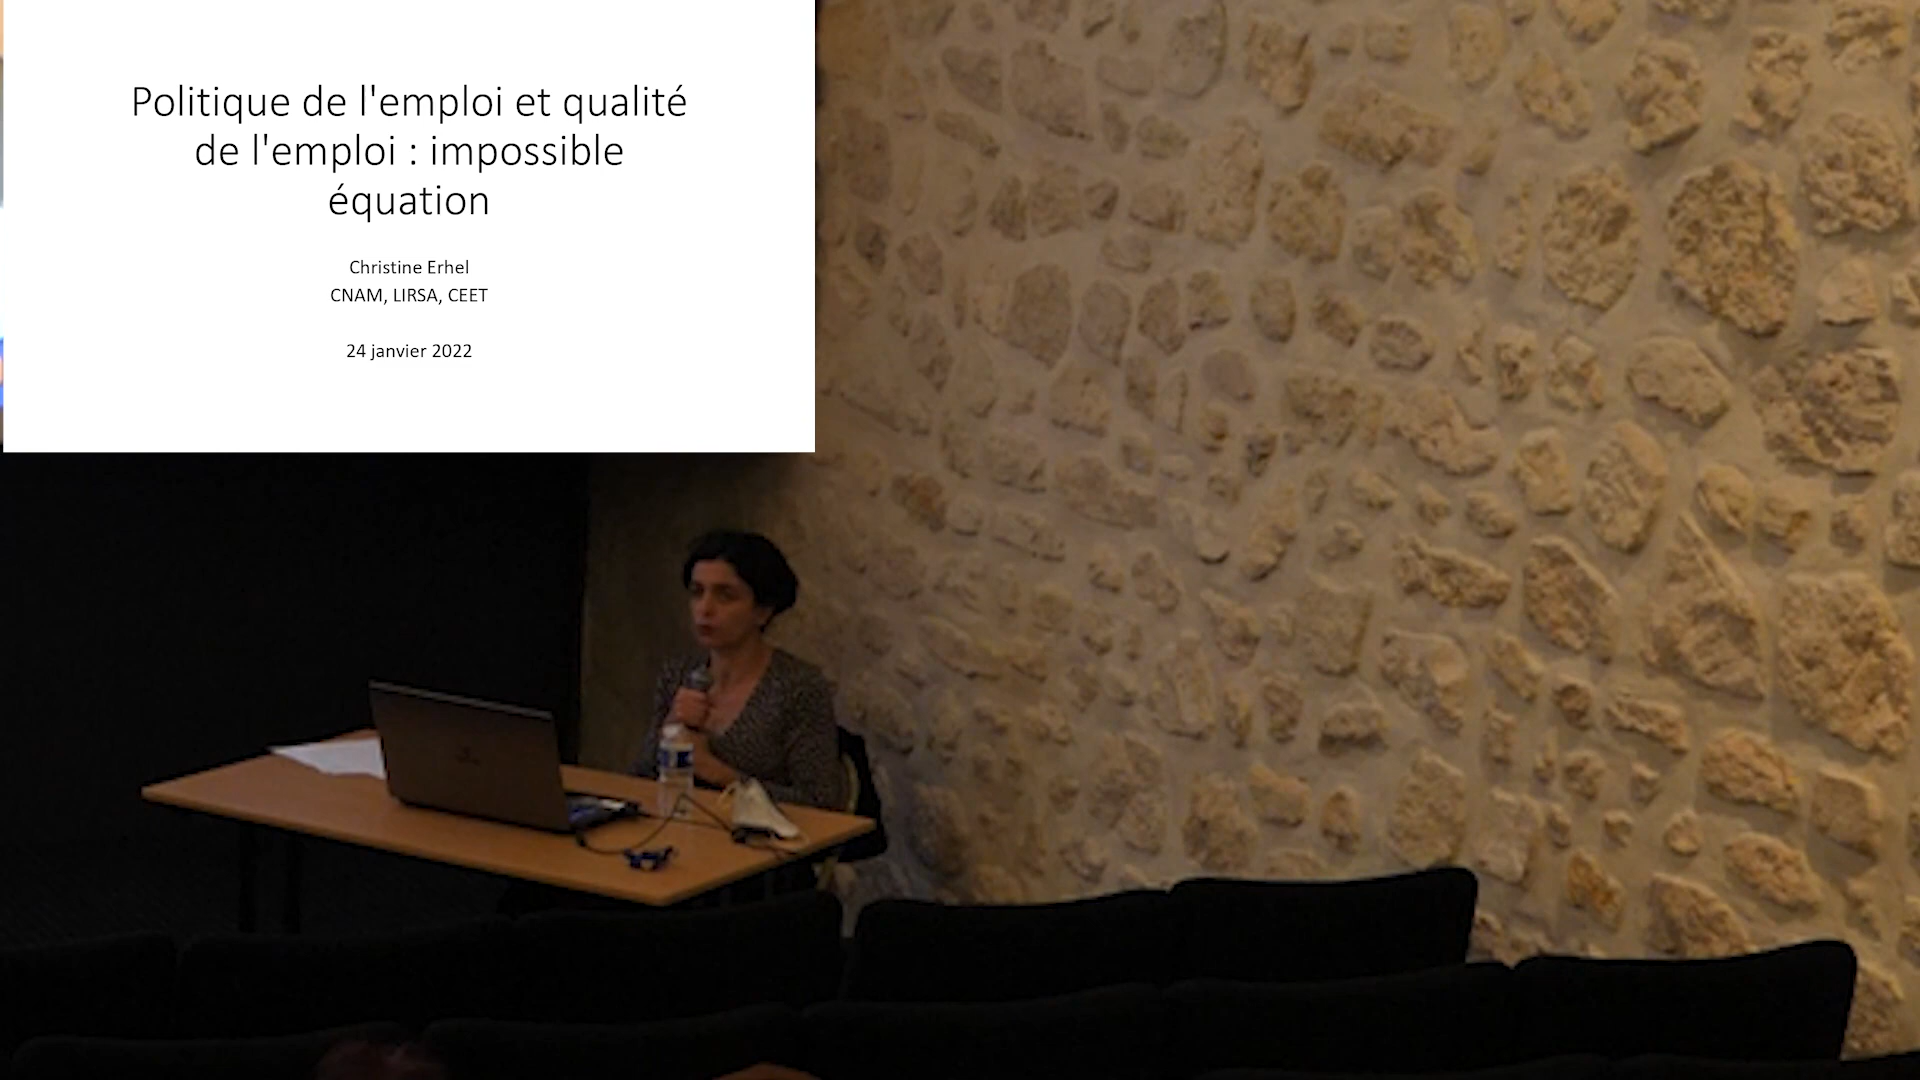 Politique de l'emploi et qualité
de l'emploi : impossible
équation
Christine Erhel
CNAM, LIRSA, CEET
24 janvier 2022